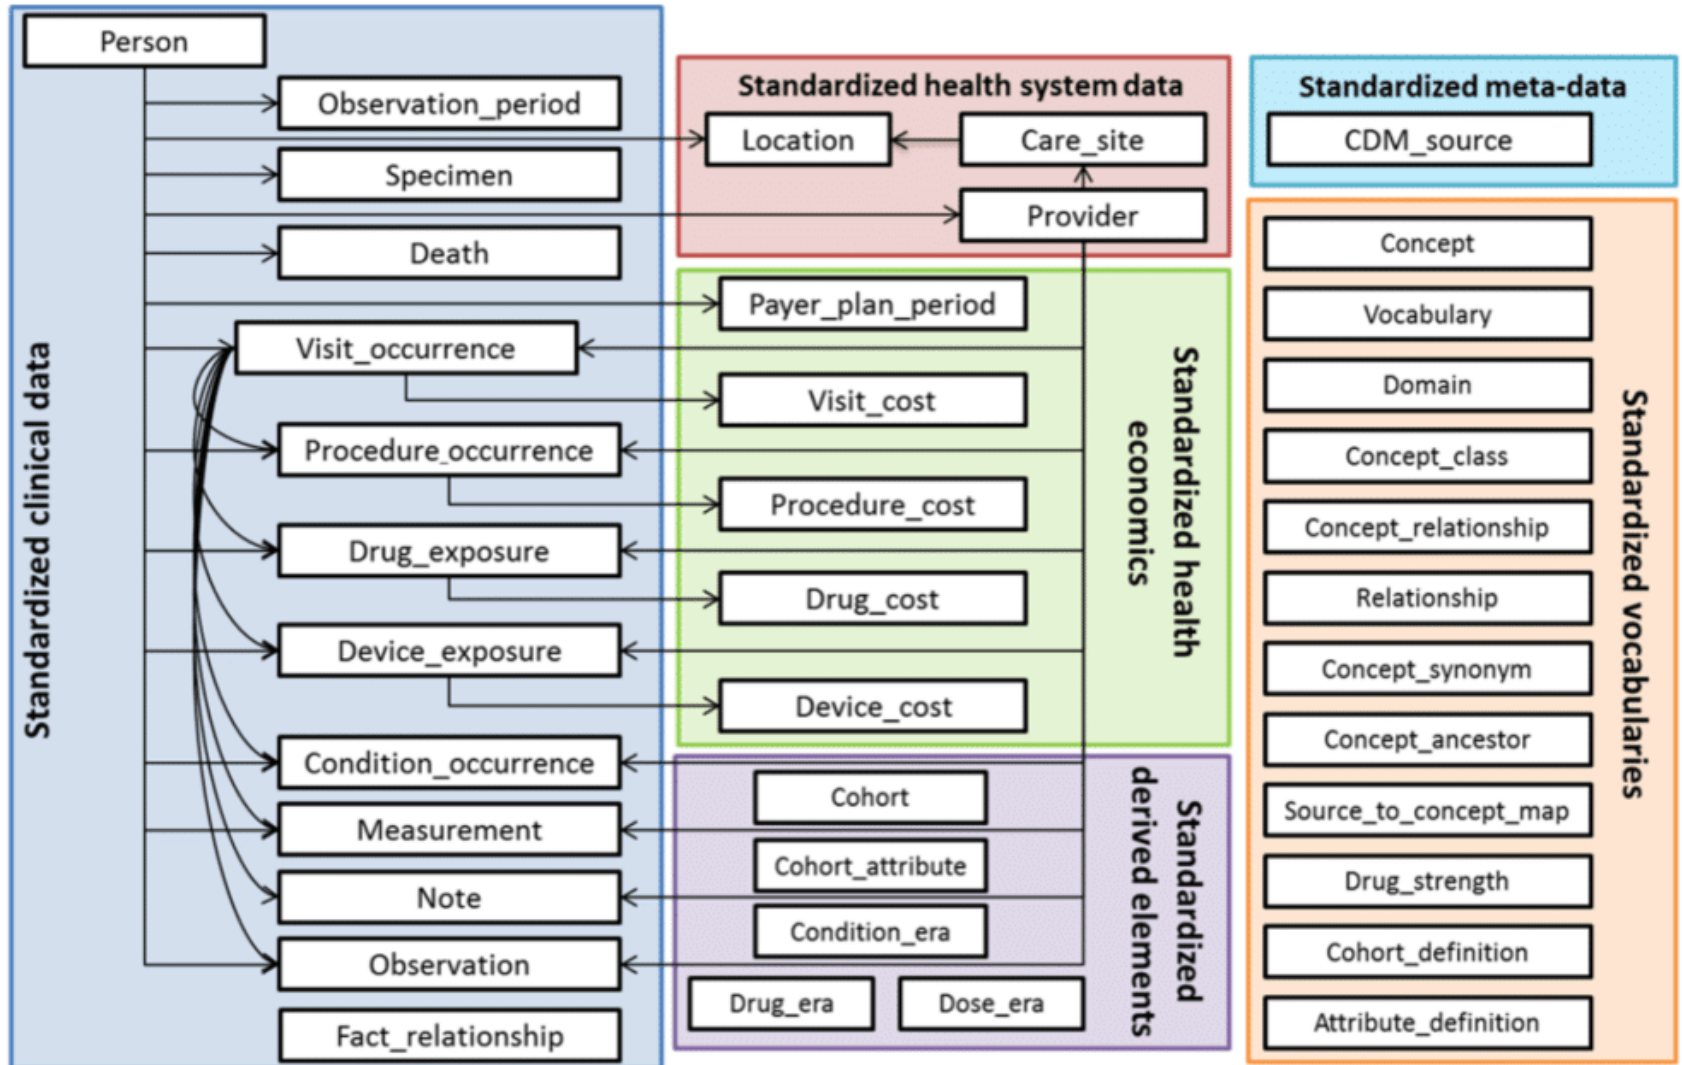 Person
Observation_period
Specimen
Death
Visit_occurrence
Procedure_occurrence
Drug_exposure
Device_exposure
Condition_occurrence
Measurement
Note
Observation
Fact_relationship
Standardized clinical data
Standardized health system data
Location
Care_site
Provider
Payer_plan_period
Visit_cost
Procedure_cost
Drug_cost
Device_cost
Standardized health
economics
Cohort
Cohort_attribute
Condition_era
Drug_era
Dose_era
Standardized
derived elements
Standardized meta-data
CDM_source
Concept
Vocabulary
Domain
Concept_class
Concept_relationship
Relationship
Concept_synonym
Concept_ancestor
Source_to_concept_map
Drug_strength
Cohort_definition
Attribute_definition
Standardized vocabularies